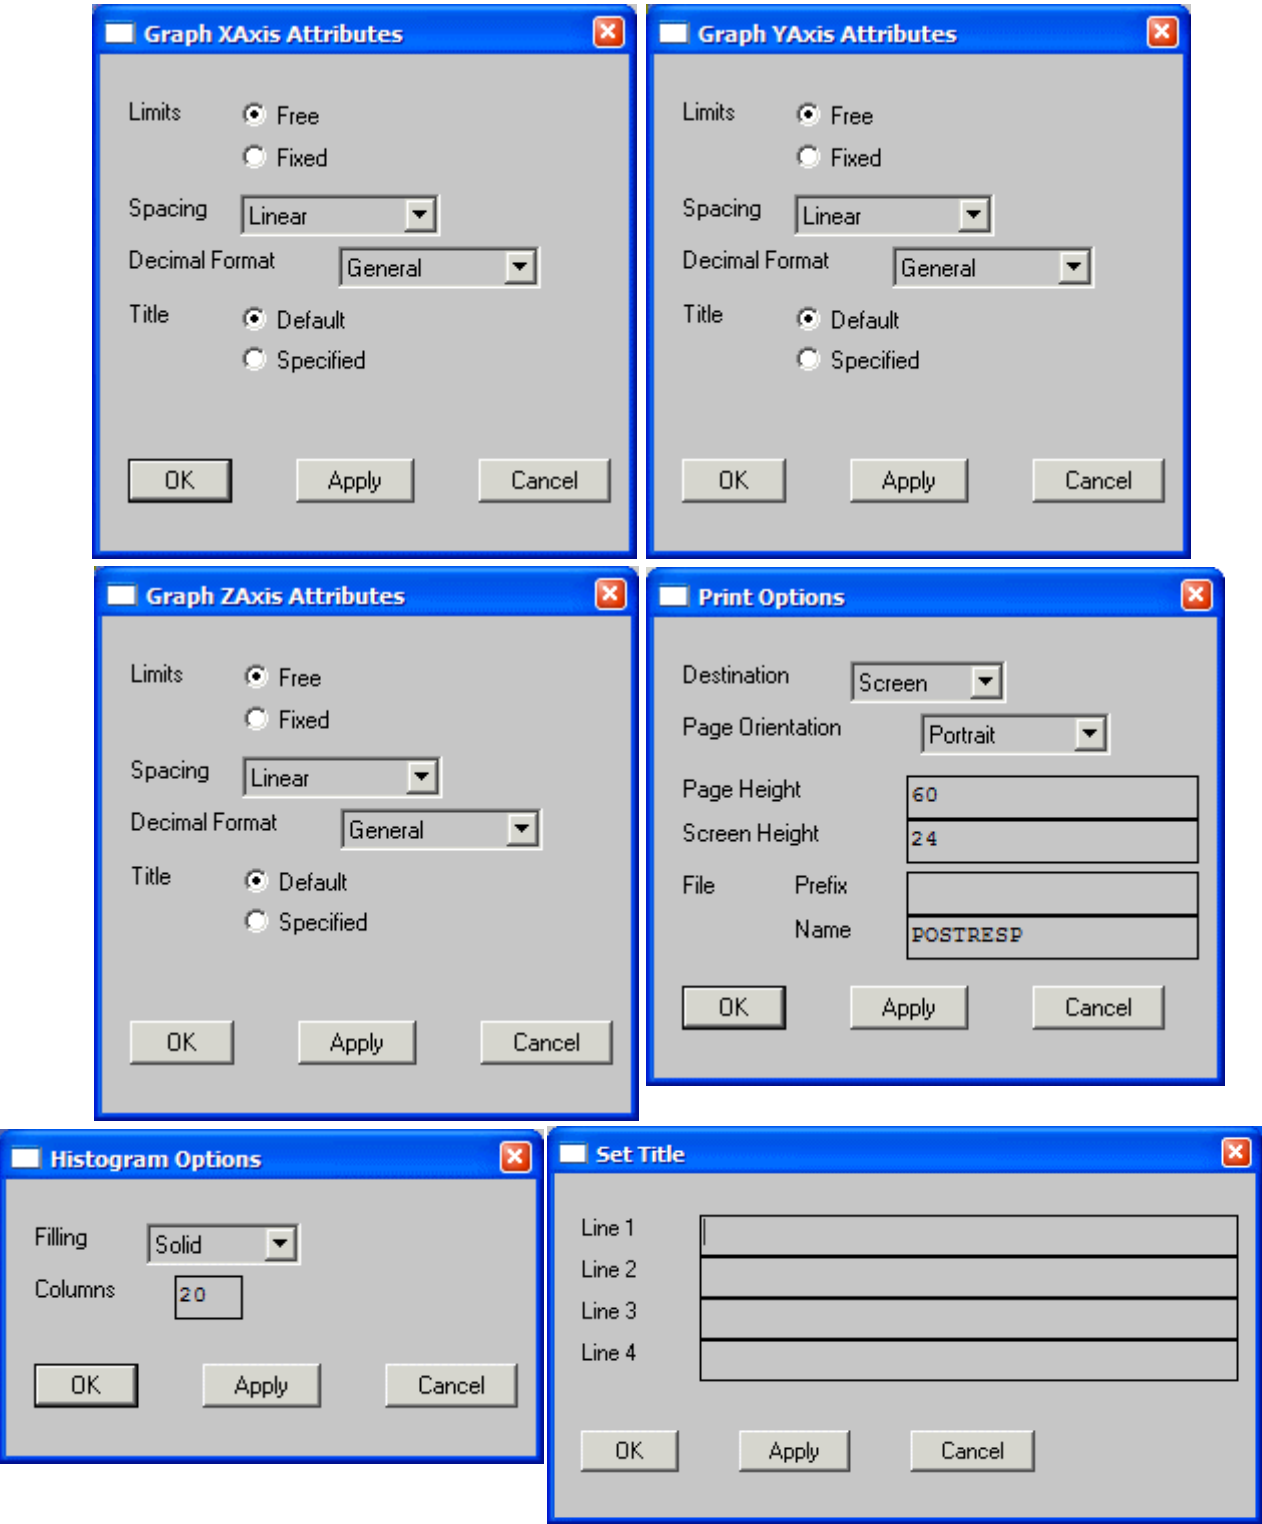 Graph XAxis Attributes
Limits Free
Fixed
Spacing Linear
Decimal Format General
Title Default
Specified
OK Apply Cancel
Graph YAxis Attributes
Limits Free
Fixed
Spacing Linear
Decimal Format General
Title Default
Specified
OK Apply Cancel
Graph ZAxis Attributes
Limits Free
Fixed
Spacing Linear
Decimal Format General
Title Default
Specified
OK Apply Cancel
Print Options
Destination Screen
Page Orientation Portrait
Page Height 60
Screen Height 24
File Prefix
Name POSTRESP
OK Apply Cancel
Histogram Options
Filling Solid
Columns 20
OK Apply Cancel
Set Title
Line 1
Line 2
Line 3
Line 4
OK Apply Cancel